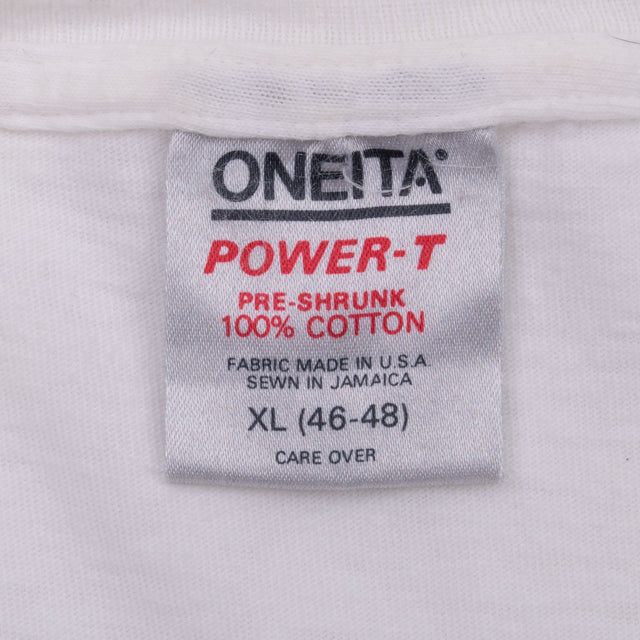 ONEITA®
POWER-T
PRE-SHRUNK
100% COTTON
FABRIC MADE IN U.S.A.
SEWN IN JAMAICA
XL (46-48)
CARE OVER